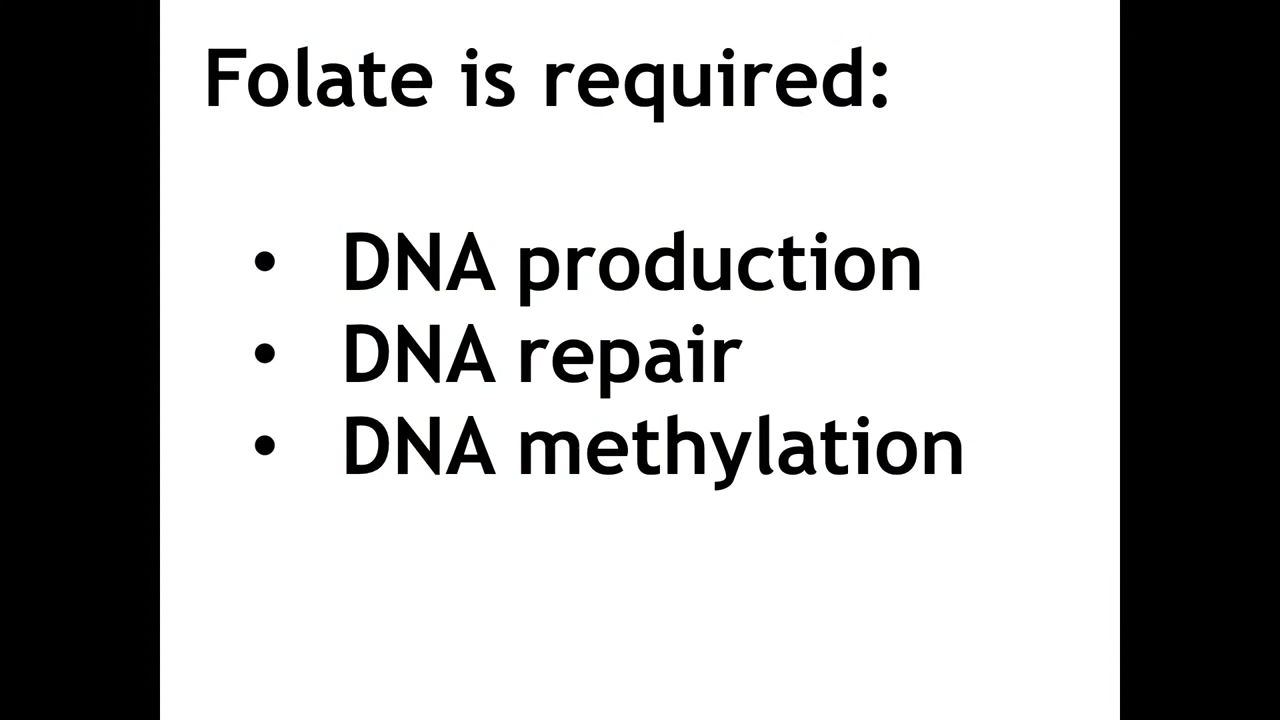 Folate is required:
• DNA production
• DNA repair
• DNA methylation